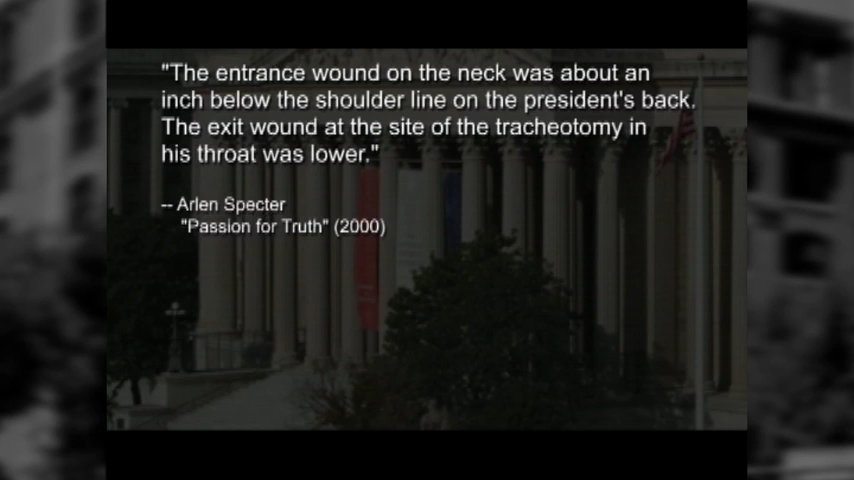 "The entrance wound on the neck was about an
inch below the shoulder line on the president's back.
The exit wound at the site of the tracheotomy in
his throat was lower."
-- Arlen Specter
"Passion for Truth" (2000)